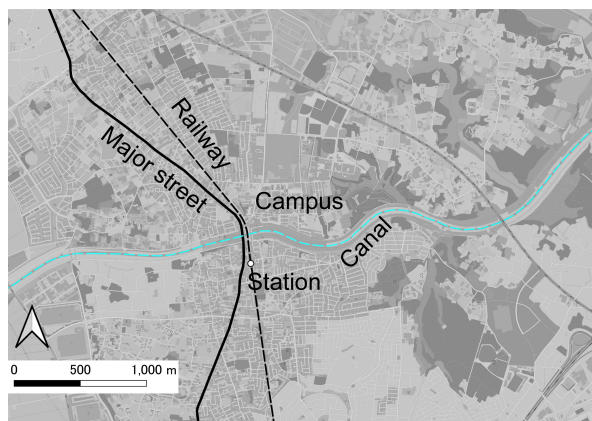 Railway
Major street
Campus
Canal
Station
0 500 1,000 m